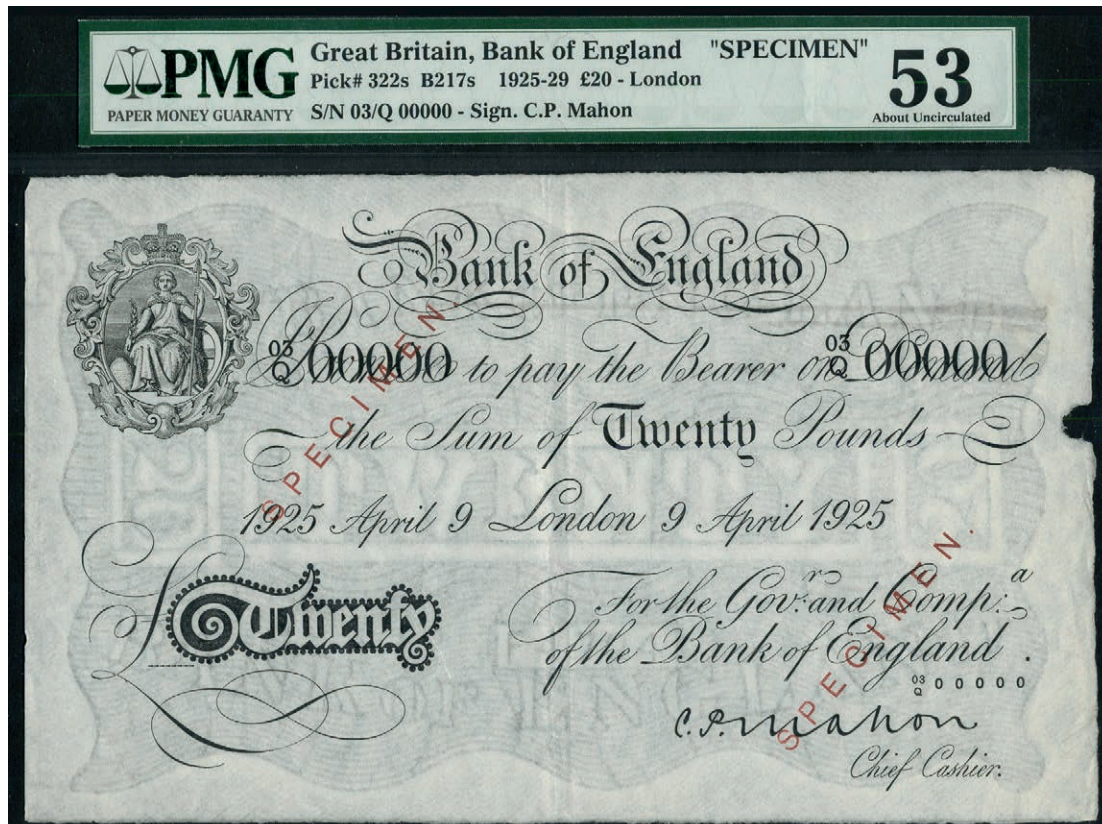 PMG
PAPER MONEY GUARANTY
Great Britain, Bank of England "SPECIMEN"
Pick# 322s B217s 1925-29 £20 - London
S/N 03/Q 00000 - Sign. C.P. Mahon
53
About Uncirculated
Bank of England
03/Q 00000 03/Q 00000
I Promise to pay the Bearer on Demand
the Sum of Twenty Pounds
1925 April 9 London 9 April 1925
£ Twenty
For the Gov.r and Comp.a
of the Bank of England.
03/Q 00000
C.P. Mahon
Chief Cashier.
SPECIMEN.
SPECIMEN.